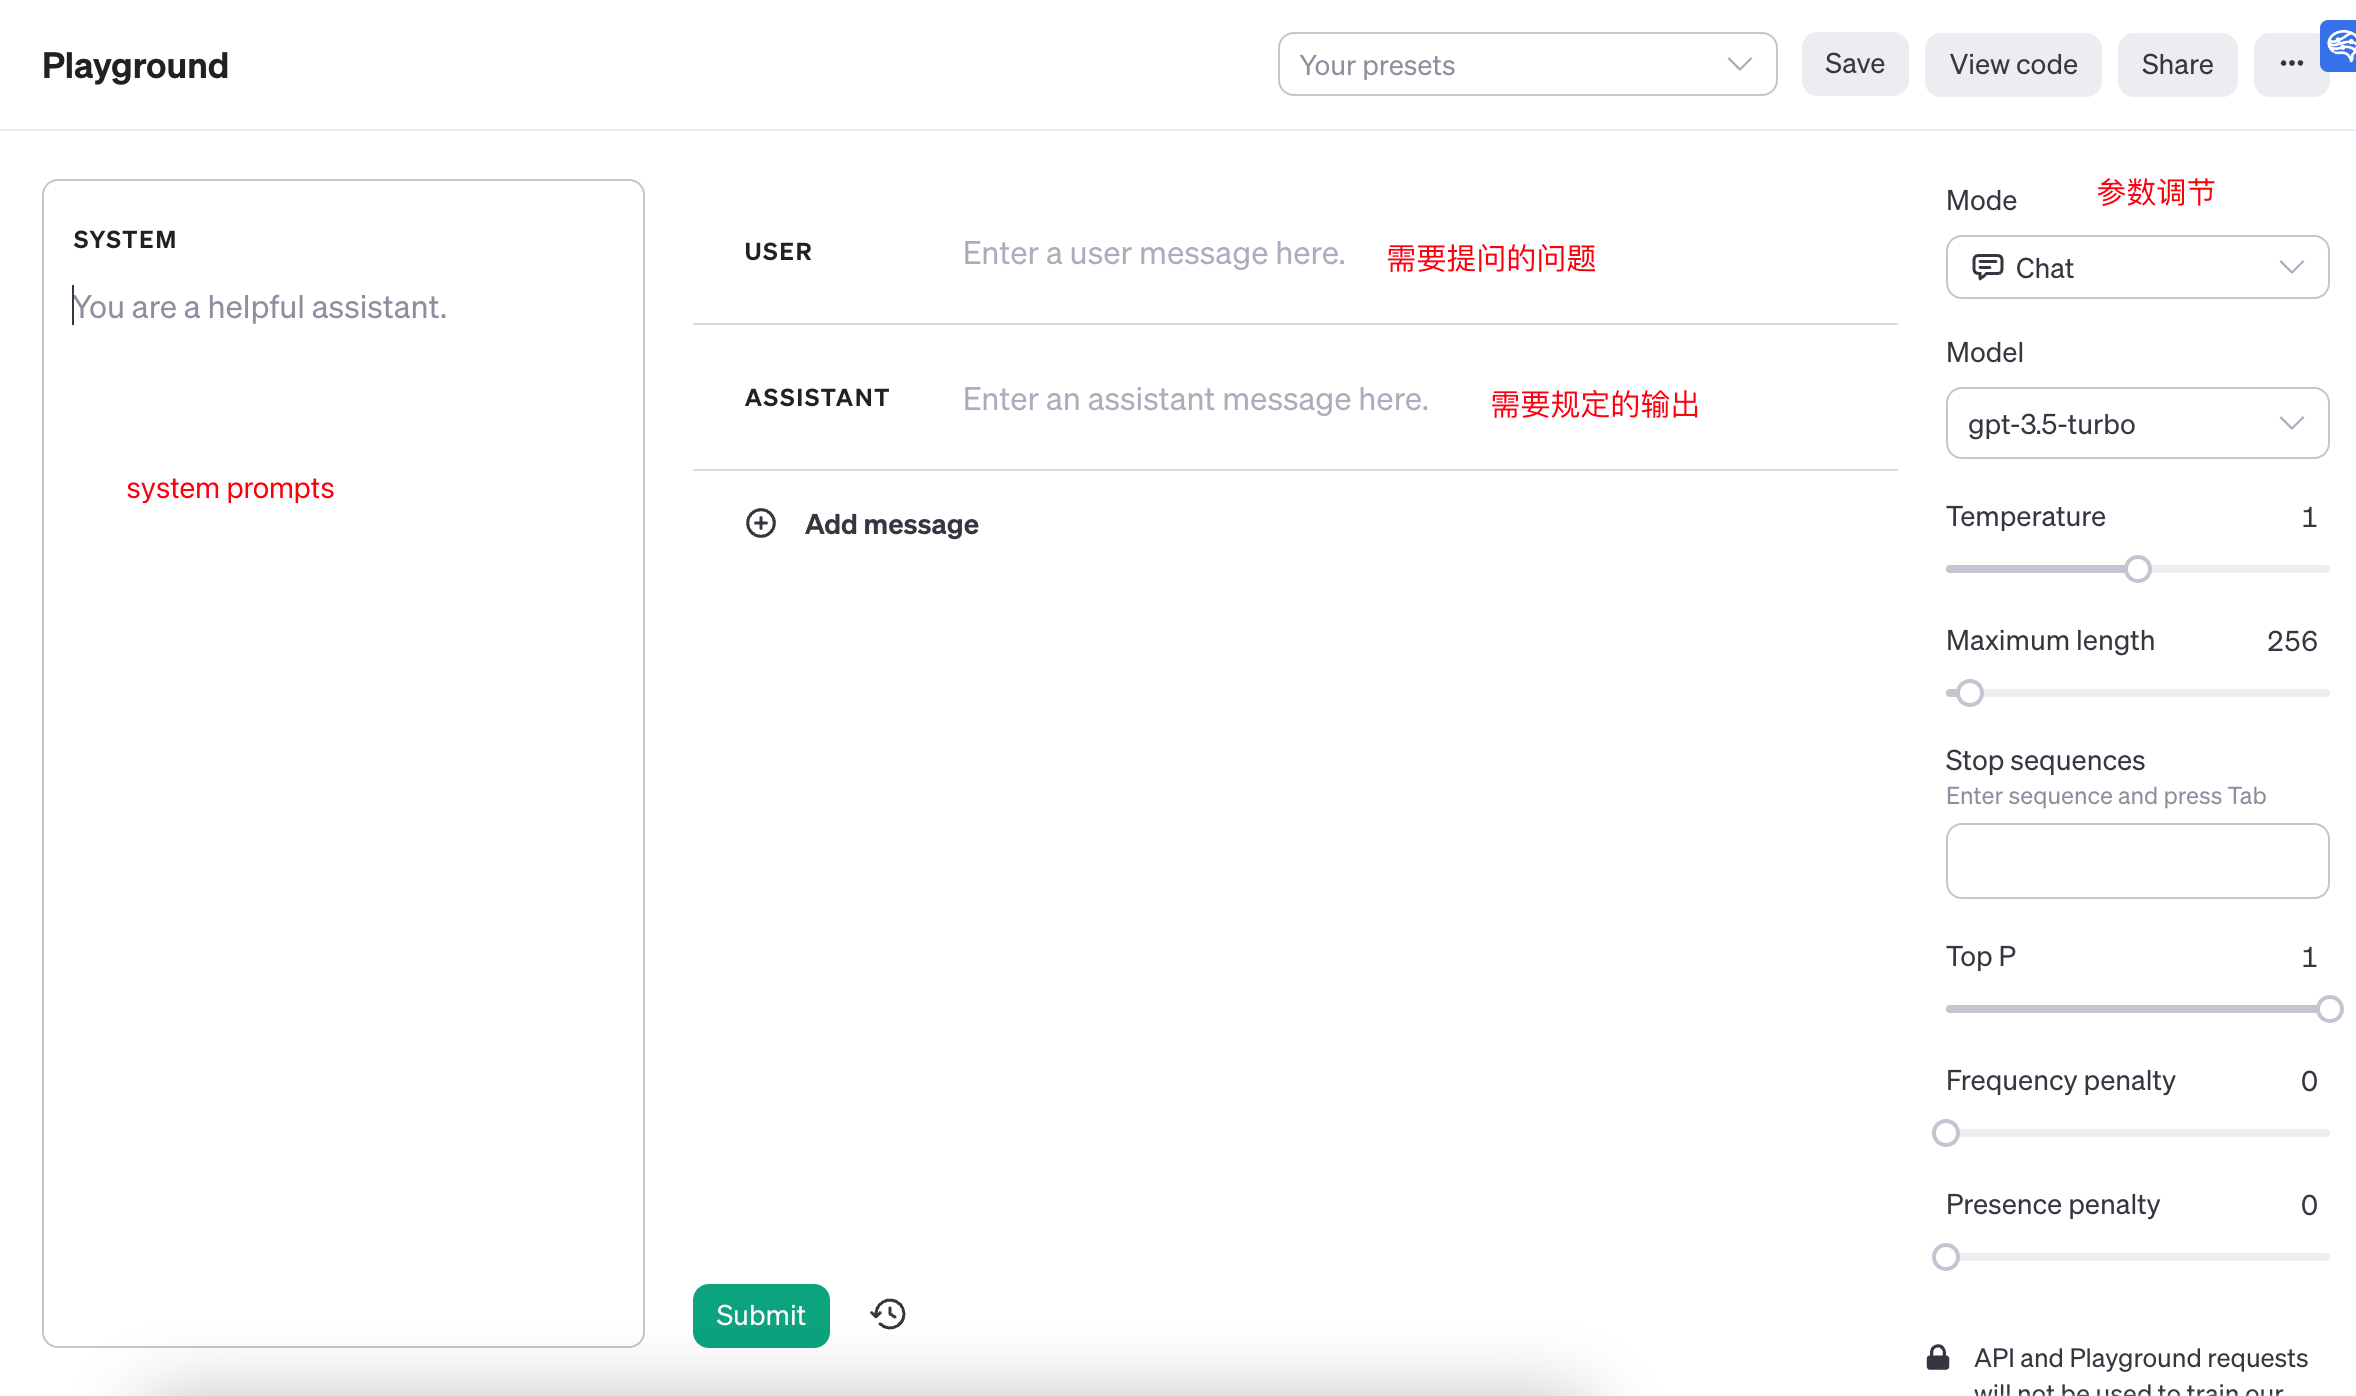 Playground
Your presets
Save
View code
Share
SYSTEM
You are a helpful assistant.
system prompts
USER
Enter a user message here.
需要提问的问题
ASSISTANT
Enter an assistant message here.
需要规定的输出
Add message
Submit
Mode
参数调节
Chat
Model
gpt-3.5-turbo
Temperature 1
Maximum length 256
Stop sequences
Enter sequence and press Tab
Top P 1
Frequency penalty 0
Presence penalty 0
API and Playground requests
will not be used to train our